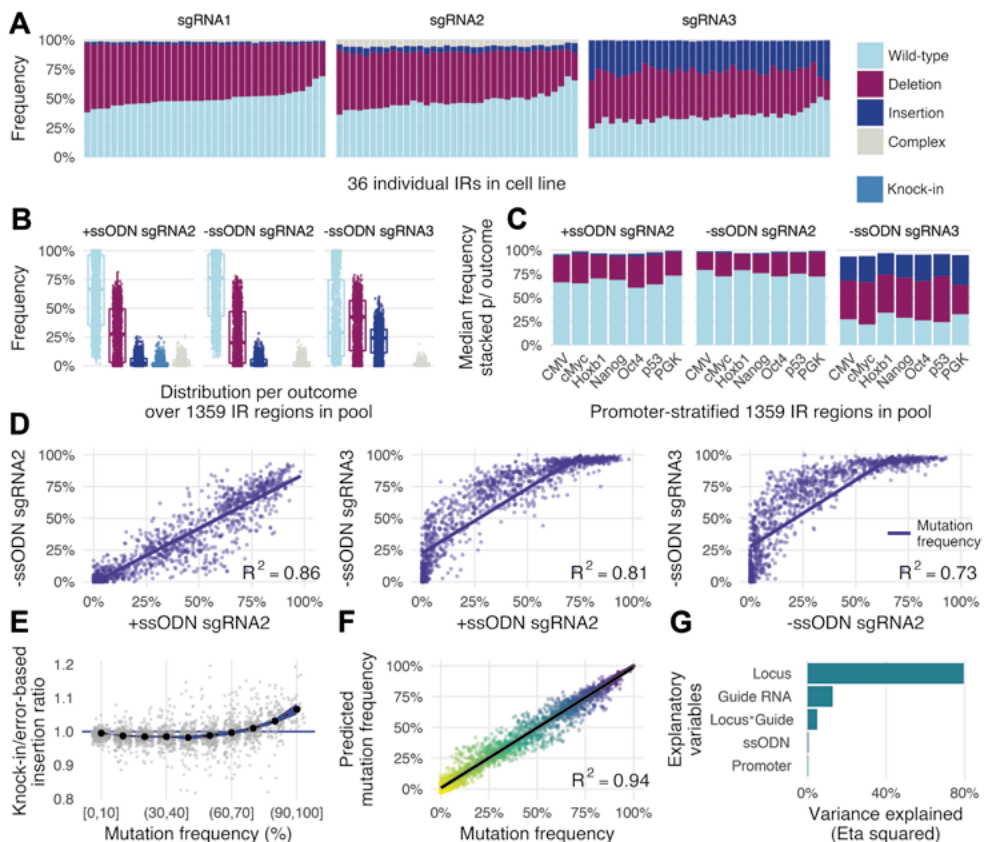 A
sgRNA1
sgRNA2
sgRNA3
Frequency
100%
75%
50%
25%
0%
36 individual IRs in cell line
Wild-type
Deletion
Insertion
Complex
Knock-in
B
+ssODN sgRNA2
-ssODN sgRNA2
-ssODN sgRNA3
Frequency
100%
75%
50%
25%
0%
Distribution per outcome
over 1359 IR regions in pool
C
+ssODN sgRNA2
-ssODN sgRNA2
-ssODN sgRNA3
Median frequency
stacked p/ outcome
100%
75%
50%
25%
0%
CMV
cMyc
Hoxb1
Nanog
Oct4
p53
PGK
CMV
cMyc
Hoxb1
Nanog
Oct4
p53
PGK
CMV
cMyc
Hoxb1
Nanog
Oct4
p53
PGK
Promoter-stratified 1359 IR regions in pool
D
-ssODN sgRNA2
100%
75%
50%
25%
0%
R² = 0.86
0% 25% 50% 75% 100%
+ssODN sgRNA2
-ssODN sgRNA3
100%
75%
50%
25%
0%
R² = 0.81
0% 25% 50% 75% 100%
+ssODN sgRNA2
-ssODN sgRNA3
100%
75%
50%
25%
0%
Mutation
frequency
R² = 0.73
0% 25% 50% 75% 100%
-ssODN sgRNA2
E
Knock-in/error-based
insertion ratio
1.2
1.1
1.0
0.9
0.8
[0,10] (30,40] (60,70] (90,100]
Mutation frequency (%)
F
Predicted
mutation frequency
100%
75%
50%
25%
0%
R² = 0.94
0% 25% 50% 75% 100%
Mutation frequency
G
Explanatory
variables
Locus
Guide RNA
Locus*Guide
ssODN
Promoter
0% 40% 80%
Variance explained
(Eta squared)